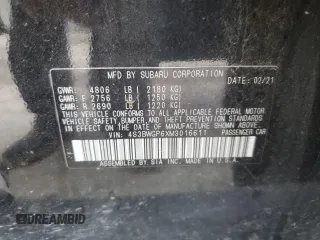 MFD BY SUBARU CORPORATION
DATE: 02/21
GVWR: 4806 LB ( 2180 KG)
GAWR: F 2756 LB ( 1250 KG)
GAWR: R 2690 LB ( 1220 KG)
THIS VEHICLE CONFORMS TO ALL APPLICABLE FEDERAL MOTOR
VEHICLE SAFETY, BUMPER, AND THEFT PREVENTION STANDARDS
IN EFFECT ON THE DATE OF MANUFACTURE SHOWN ABOVE.
VIN: 4S3BWGP6XM3016611 PASSENGER CAR
ASSEMBLED BY SIA MADE IN U.S.A.